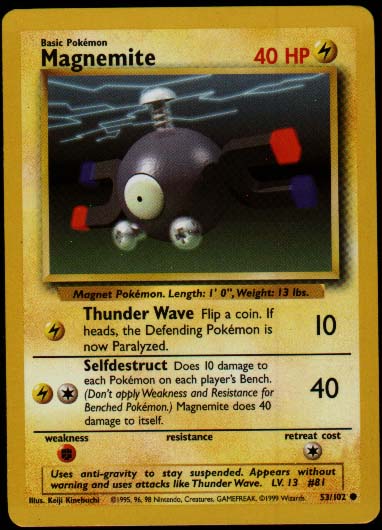 Basic Pokémon
Magnemite 40 HP
Magnet Pokémon. Length: 1' 0", Weight: 13 lbs.
Thunder Wave Flip a coin. If
heads, the Defending Pokémon is
now Paralyzed.
10
Selfdestruct Does 10 damage to
each Pokémon on each player's Bench.
(Don't apply Weakness and Resistance for
Benched Pokémon.) Magnemite does 40
damage to itself.
40
weakness resistance retreat cost
Uses anti-gravity to stay suspended. Appears without
warning and uses attacks like Thunder Wave. LV. 13 #81
Illus. Keiji Kinebuchi ©1995, 96, 98 Nintendo, Creatures, GAMEFREAK. ©1999 Wizards. 53/102